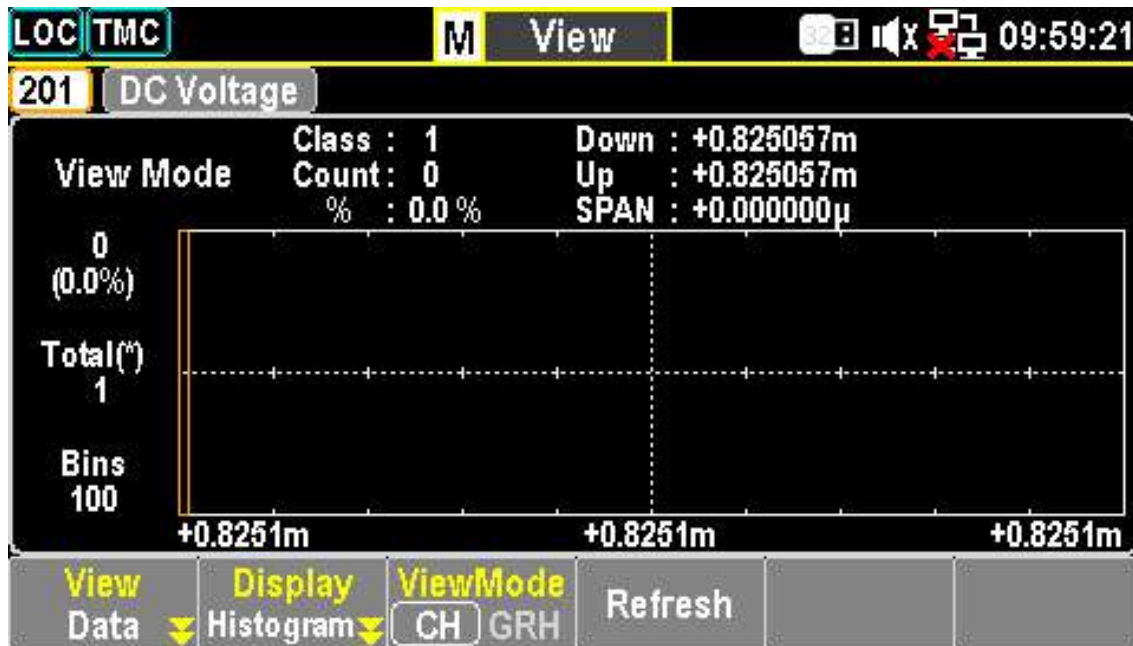 LOC TMC M View 32 09:59:21
201 DC Voltage
View Mode
Class : 1
Count : 0
% : 0.0 %
Down : +0.825057m
Up : +0.825057m
SPAN : +0.000000µ
0
(0.0%)
Total(*)
1
Bins
100
+0.8251m +0.8251m +0.8251m
View Display ViewMode Refresh
Data Histogram CH GRH